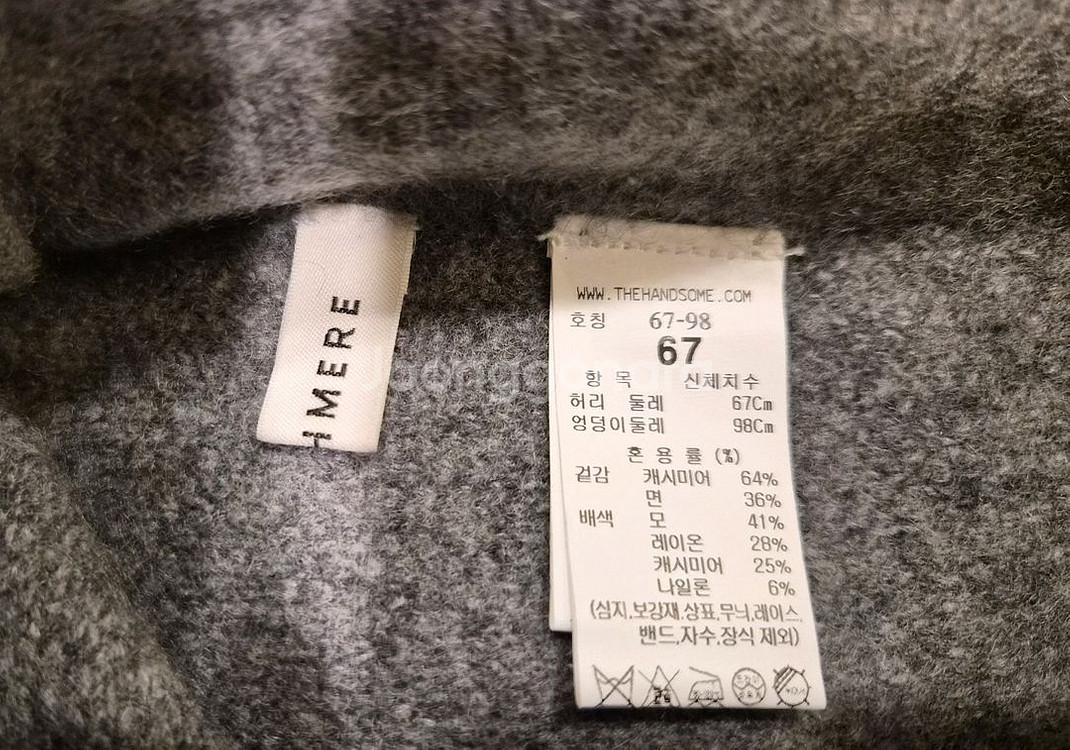 MERE
WWW.THEHANDSOME.COM
호칭 67-98
67
항 목 신체치수
허리 둘레 67Cm
엉덩이둘레 98Cm
혼 용 률 (%)
겉감 캐시미어 64%
면 36%
배색 모 41%
레이온 28%
캐시미어 25%
나일론 6%
(심지,보강재,상표,무늬,레이스,
밴드,자수,장식 제외)